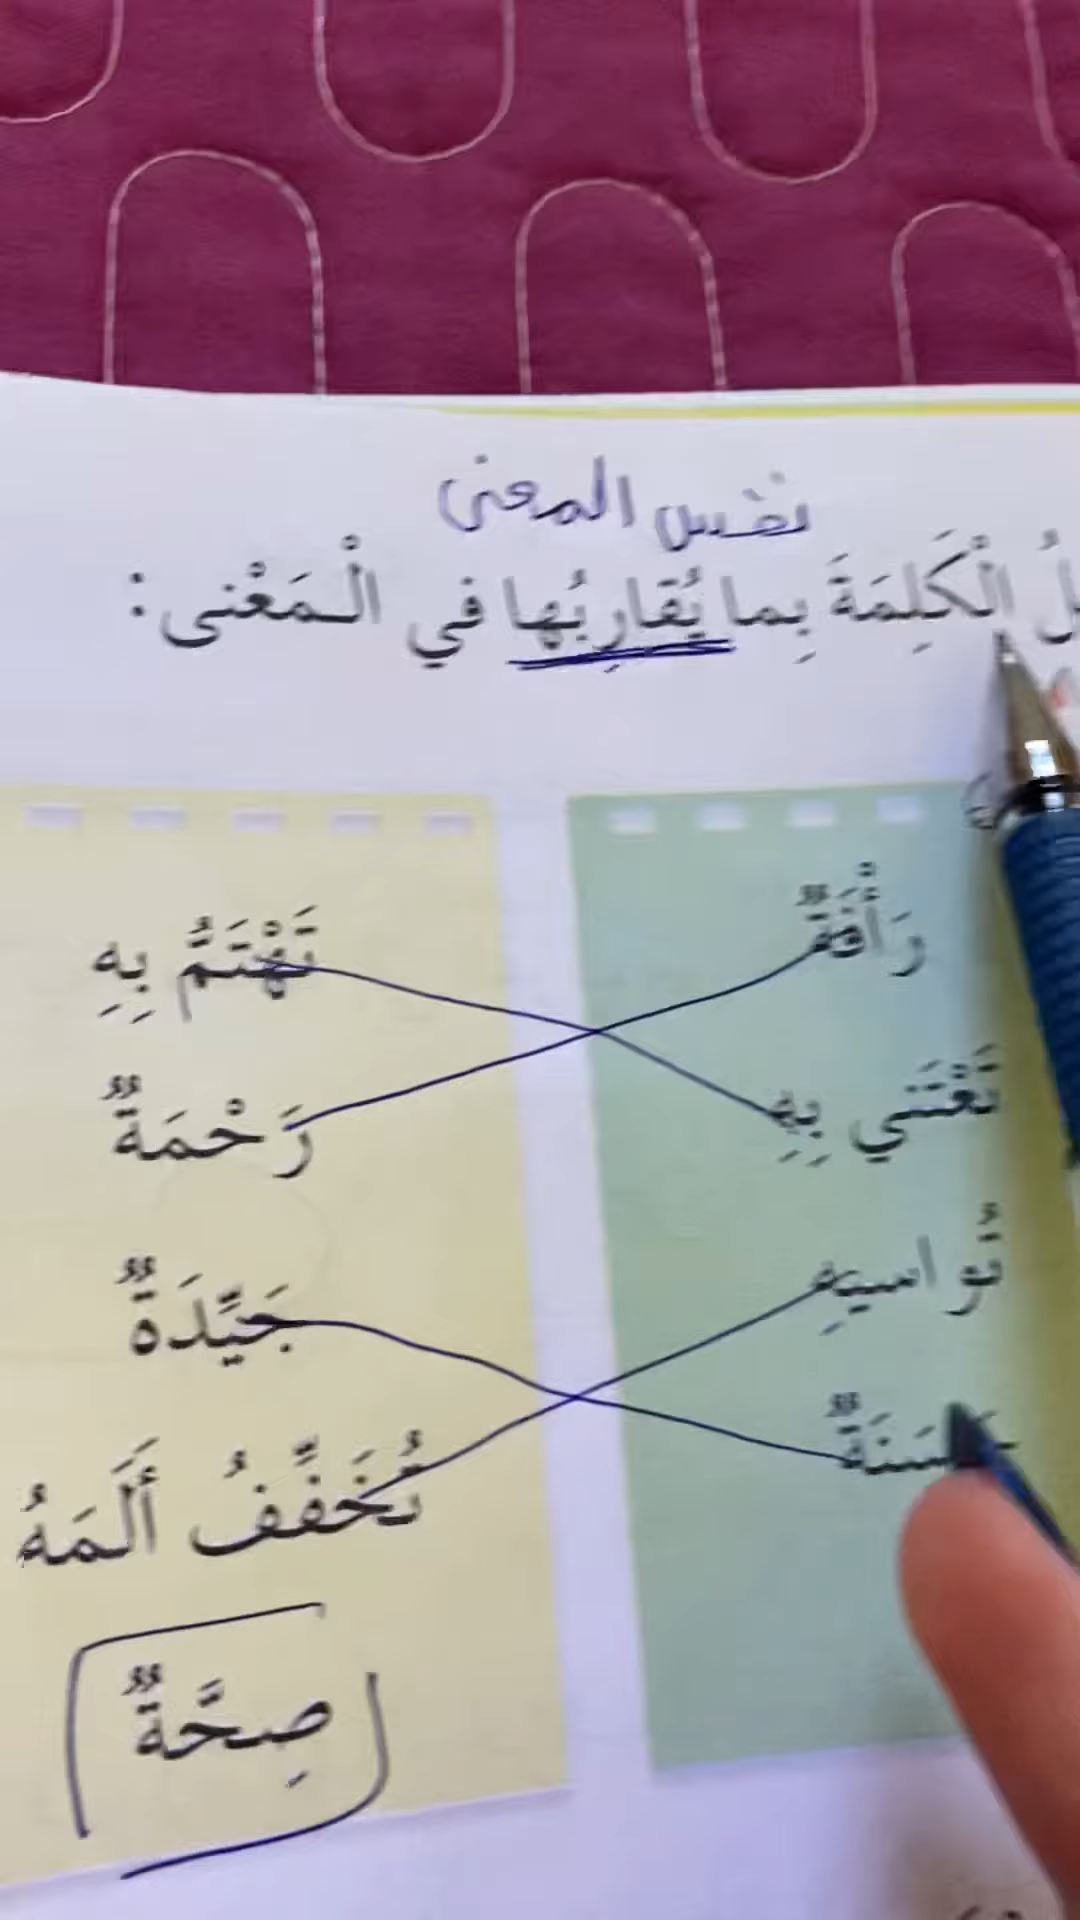 نفس المعنى
الْكَلِمَةَ بِما يُقارِبُها في الْمَعْنى:
رَأْفَةٌ
تَعْتَني بِهِ
تُواسيهِ
تَهْتَمُّ بِهِ
رَحْمَةٌ
جَيِّدَةٌ
تُخَفِّفُ أَلَمَهُ
صِحَّةٌ